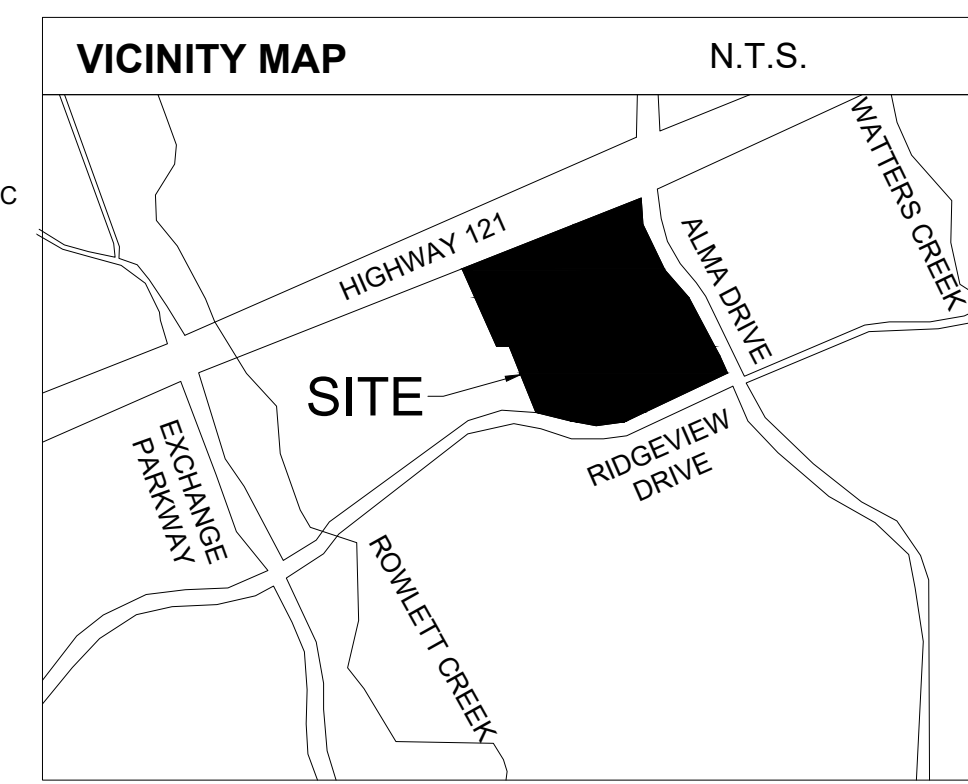 VICINITY MAP
N.T.S.
C
WATTERS CREEK
HIGHWAY 121
ALMA DRIVE
SITE
RIDGEVIEW
DRIVE
EXCHANGE
PARKWAY
ROWLETT CREEK